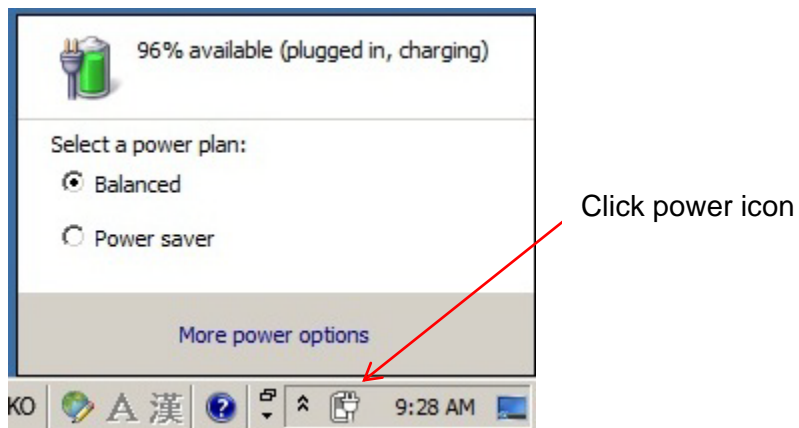 96% available (plugged in, charging)
Select a power plan:
Balanced
Power saver
Click power icon
More power options
KO A 漢 ? 9:28 AM